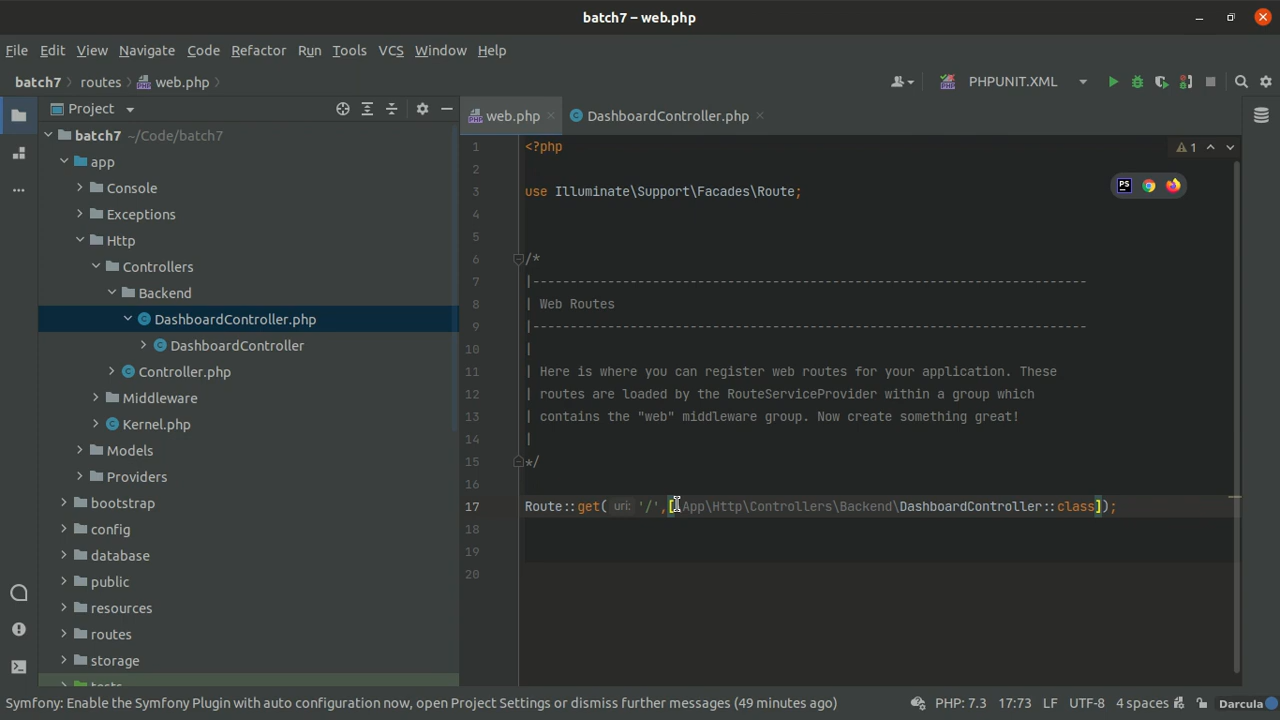 batch7 – web.php
File Edit View Navigate Code Refactor Run Tools VCS Window Help
batch7 routes web.php
PHPUNIT.XML
Project
web.php
DashboardController.php
batch7 ~/Code/batch7
app
Console
Exceptions
Http
Controllers
Backend
DashboardController.php
DashboardController
Controller.php
Middleware
Kernel.php
Models
Providers
bootstrap
config
database
public
resources
routes
storage
tests
1 <?php
1
2
3 use Illuminate\Support\Facades\Route;
PS
4
5
6 /*
7 |--------------------------------------------------------------------------
8 | Web Routes
9 |--------------------------------------------------------------------------
10 |
11 | Here is where you can register web routes for your application. These
12 | routes are loaded by the RouteServiceProvider within a group which
13 | contains the "web" middleware group. Now create something great!
14 |
15 */
16
17 Route::get( uri: '/',[ App\Http\Controllers\Backend\DashboardController::class]);
18
19
20
Symfony: Enable the Symfony Plugin with auto configuration now, open Project Settings or dismiss further messages (49 minutes ago)
PHP: 7.3 17:73 LF UTF-8 4 spaces Darcula